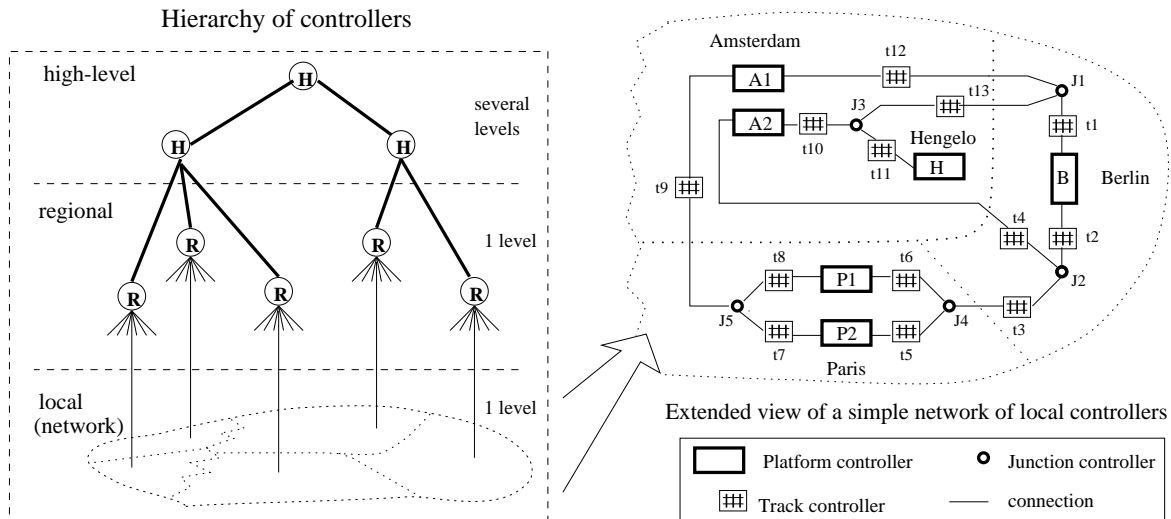 Hierarchy of controllers
high-level
H
several
levels
H
H
regional
1 level
R
R
R
R
R
local
(network)
1 level
Amsterdam
t12
A1
J1
t13
J3
A2
t1
t10
Hengelo
t11
H
B
Berlin
t9
t4
t2
t8
t6
J2
P1
J5
J4
t3
P2
t7
t5
Paris
Extended view of a simple network of local controllers
Platform controller
Junction controller
Track controller
connection